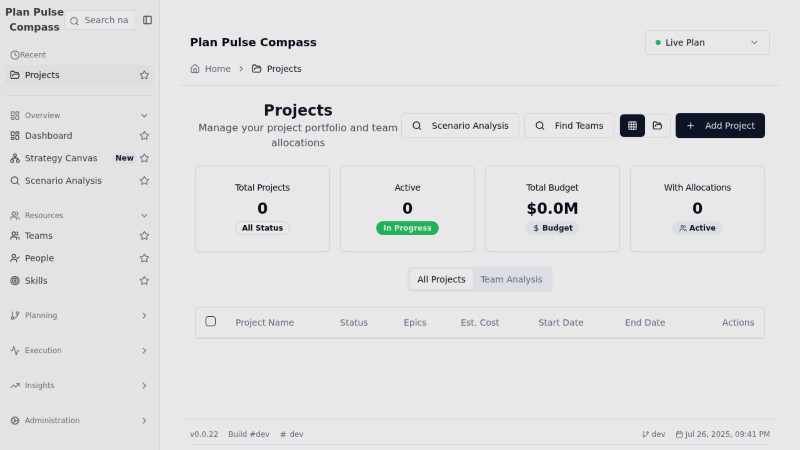 Plan Pulse
Compass
Search na
Recent
Projects
Overview
Dashboard
Strategy Canvas New
Scenario Analysis
Resources
Teams
People
Skills
Planning
Execution
Insights
Administration
Plan Pulse Compass
Live Plan
Home > Projects
Projects
Manage your project portfolio and team
allocations
Scenario Analysis
Find Teams
+ Add Project
Total Projects
0
All Status
Active
0
In Progress
Total Budget
$0.0M
$ Budget
With Allocations
0
Active
All Projects Team Analysis
Project Name Status Epics Est. Cost Start Date End Date Actions
v0.0.22 Build #dev # dev
dev Jul 26, 2025, 09:41 PM